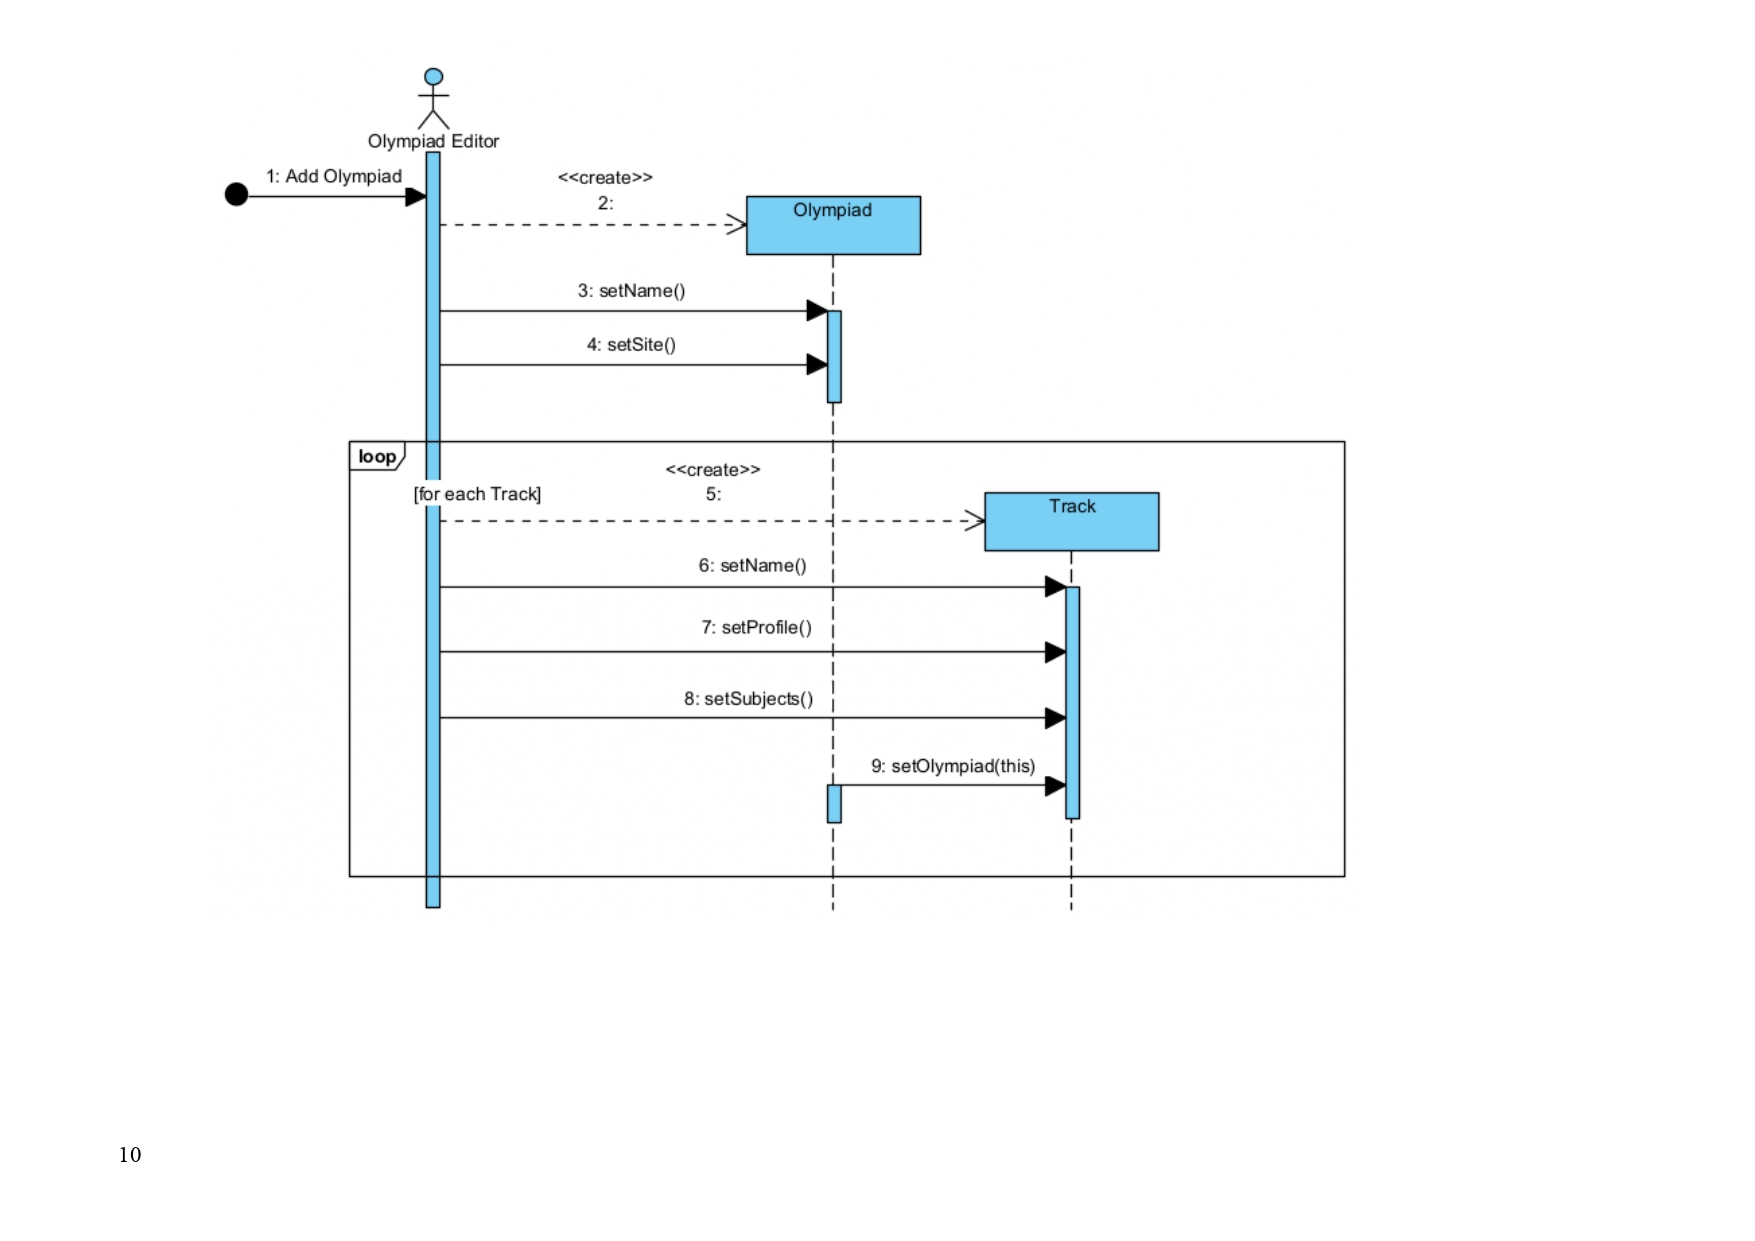 Olympiad Editor
1: Add Olympiad
<<create>>
2:
Olympiad
3: setName()
4: setSite()
loop
[for each Track]
<<create>>
5:
Track
6: setName()
7: setProfile()
8: setSubjects()
9: setOlympiad(this)
10